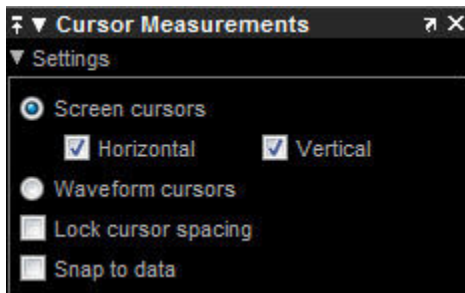 Cursor Measurements
Settings
Screen cursors
Horizontal Vertical
Waveform cursors
Lock cursor spacing
Snap to data